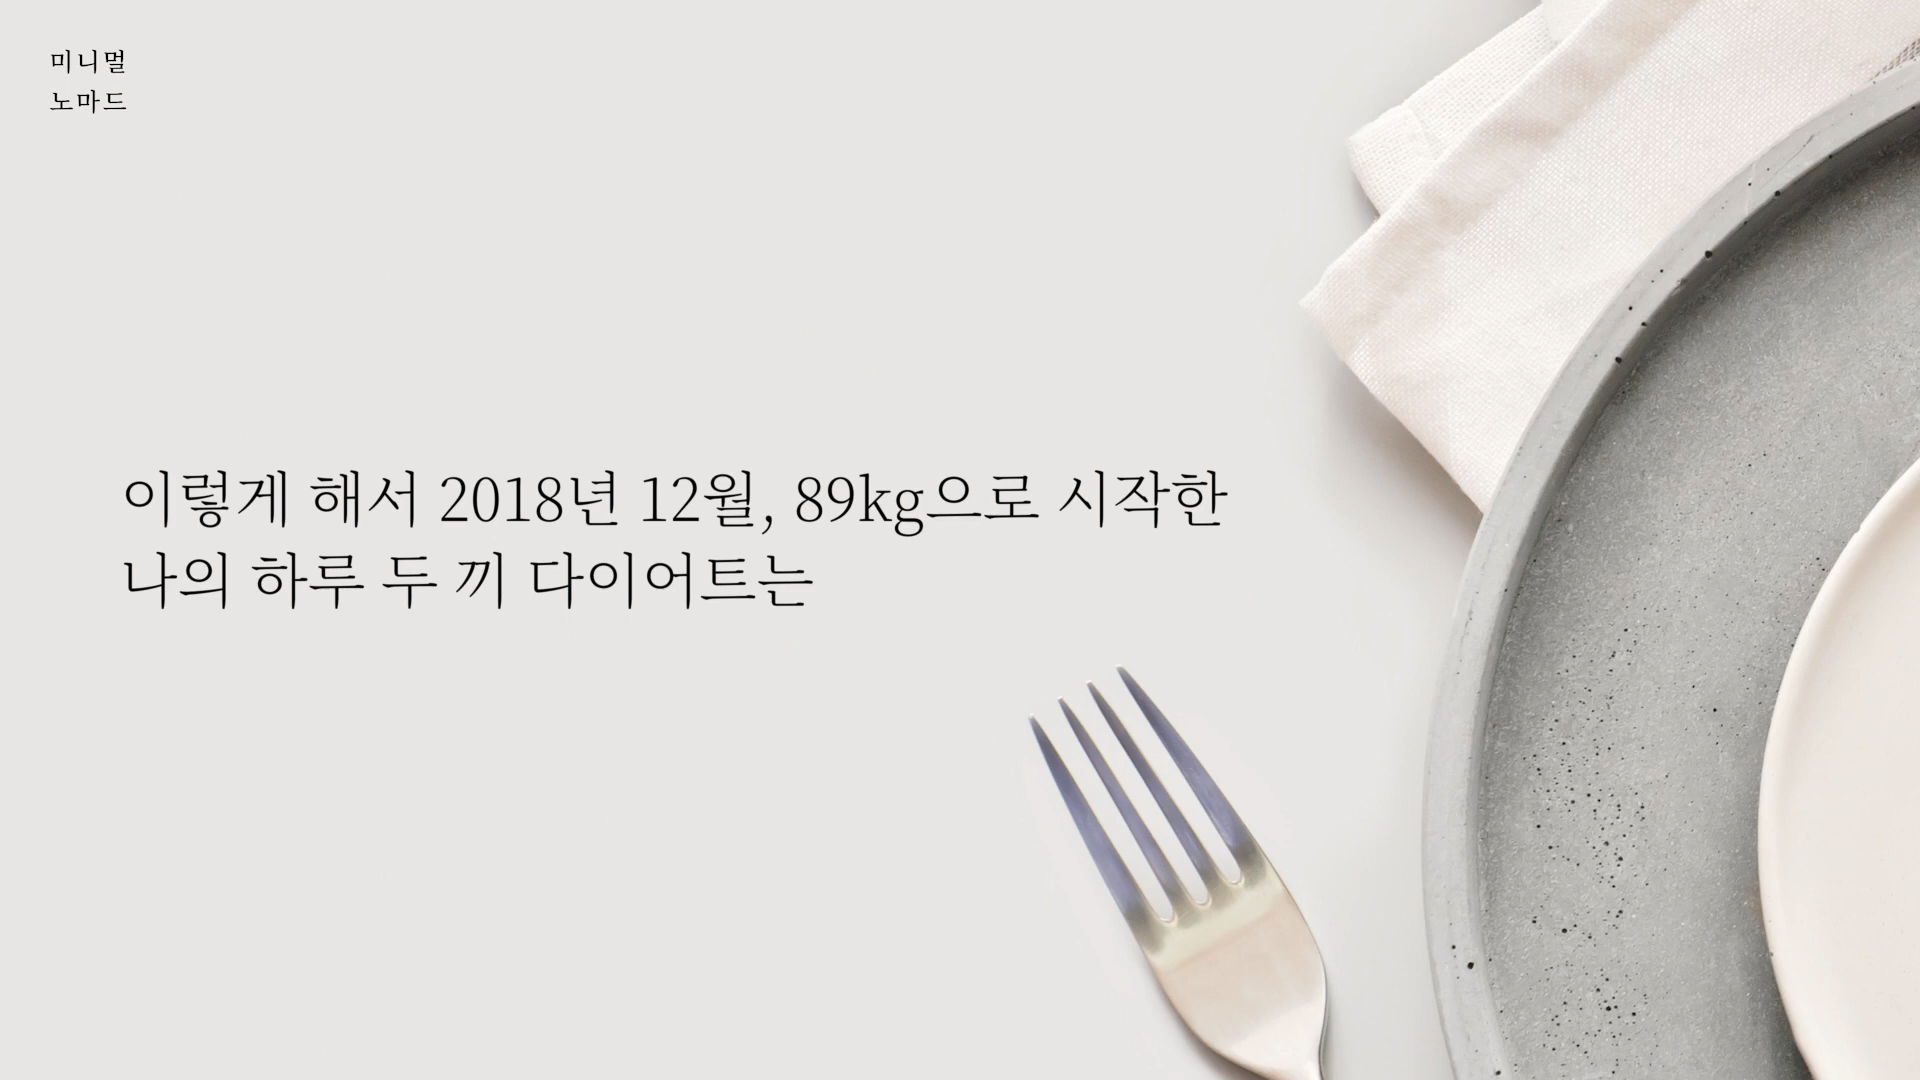 미니멀
노마드
이렇게 해서 2018년 12월, 89kg으로 시작한
나의 하루 두 끼 다이어트는